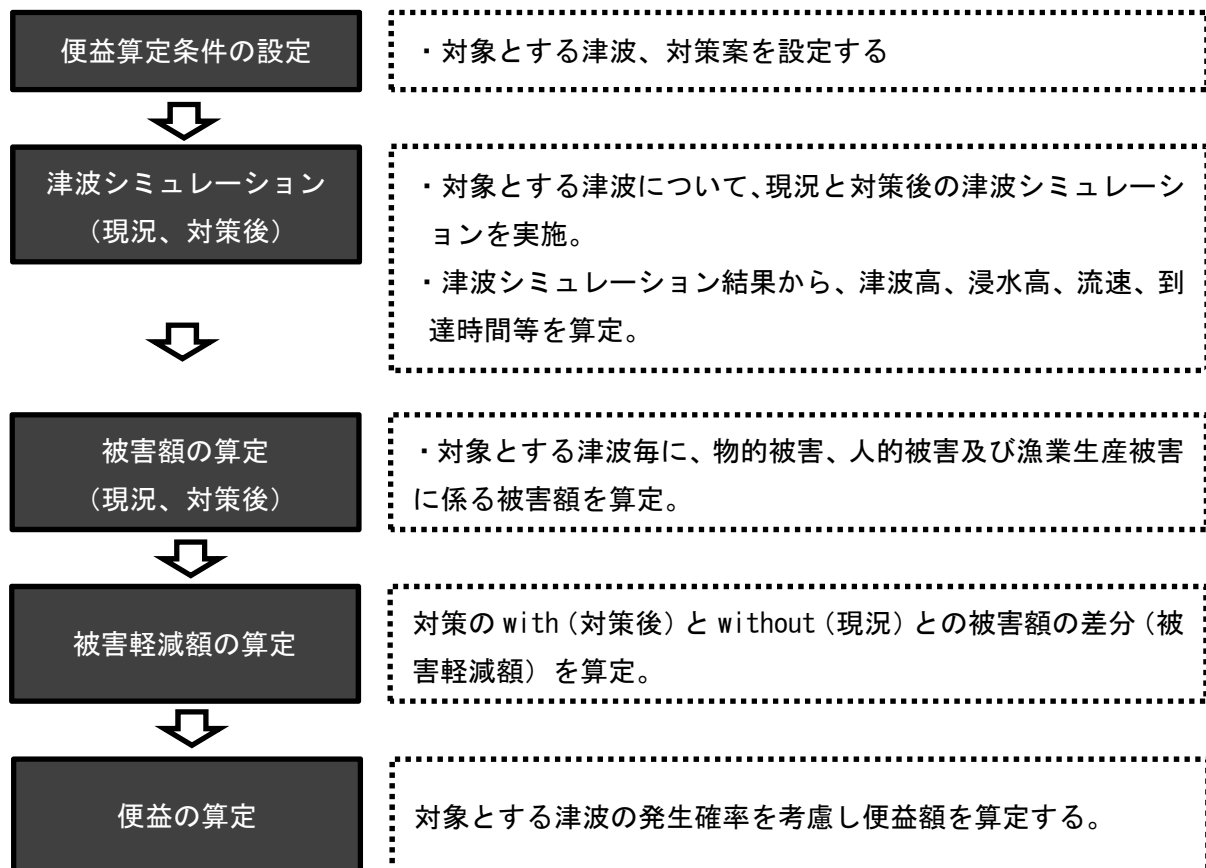 便益算定条件の設定
・対象とする津波、対策案を設定する
津波シミュレーション
（現況、対策後）
・対象とする津波について、現況と対策後の津波シミュレーシ
ョンを実施。
・津波シミュレーション結果から、津波高、浸水高、流速、到
達時間等を算定。
被害額の算定
（現況、対策後）
・対象とする津波毎に、物的被害、人的被害及び漁業生産被害
に係る被害額を算定。
被害軽減額の算定
対策の with（対策後）と without（現況）との被害額の差分（被
害軽減額）を算定。
便益の算定
対象とする津波の発生確率を考慮し便益額を算定する。